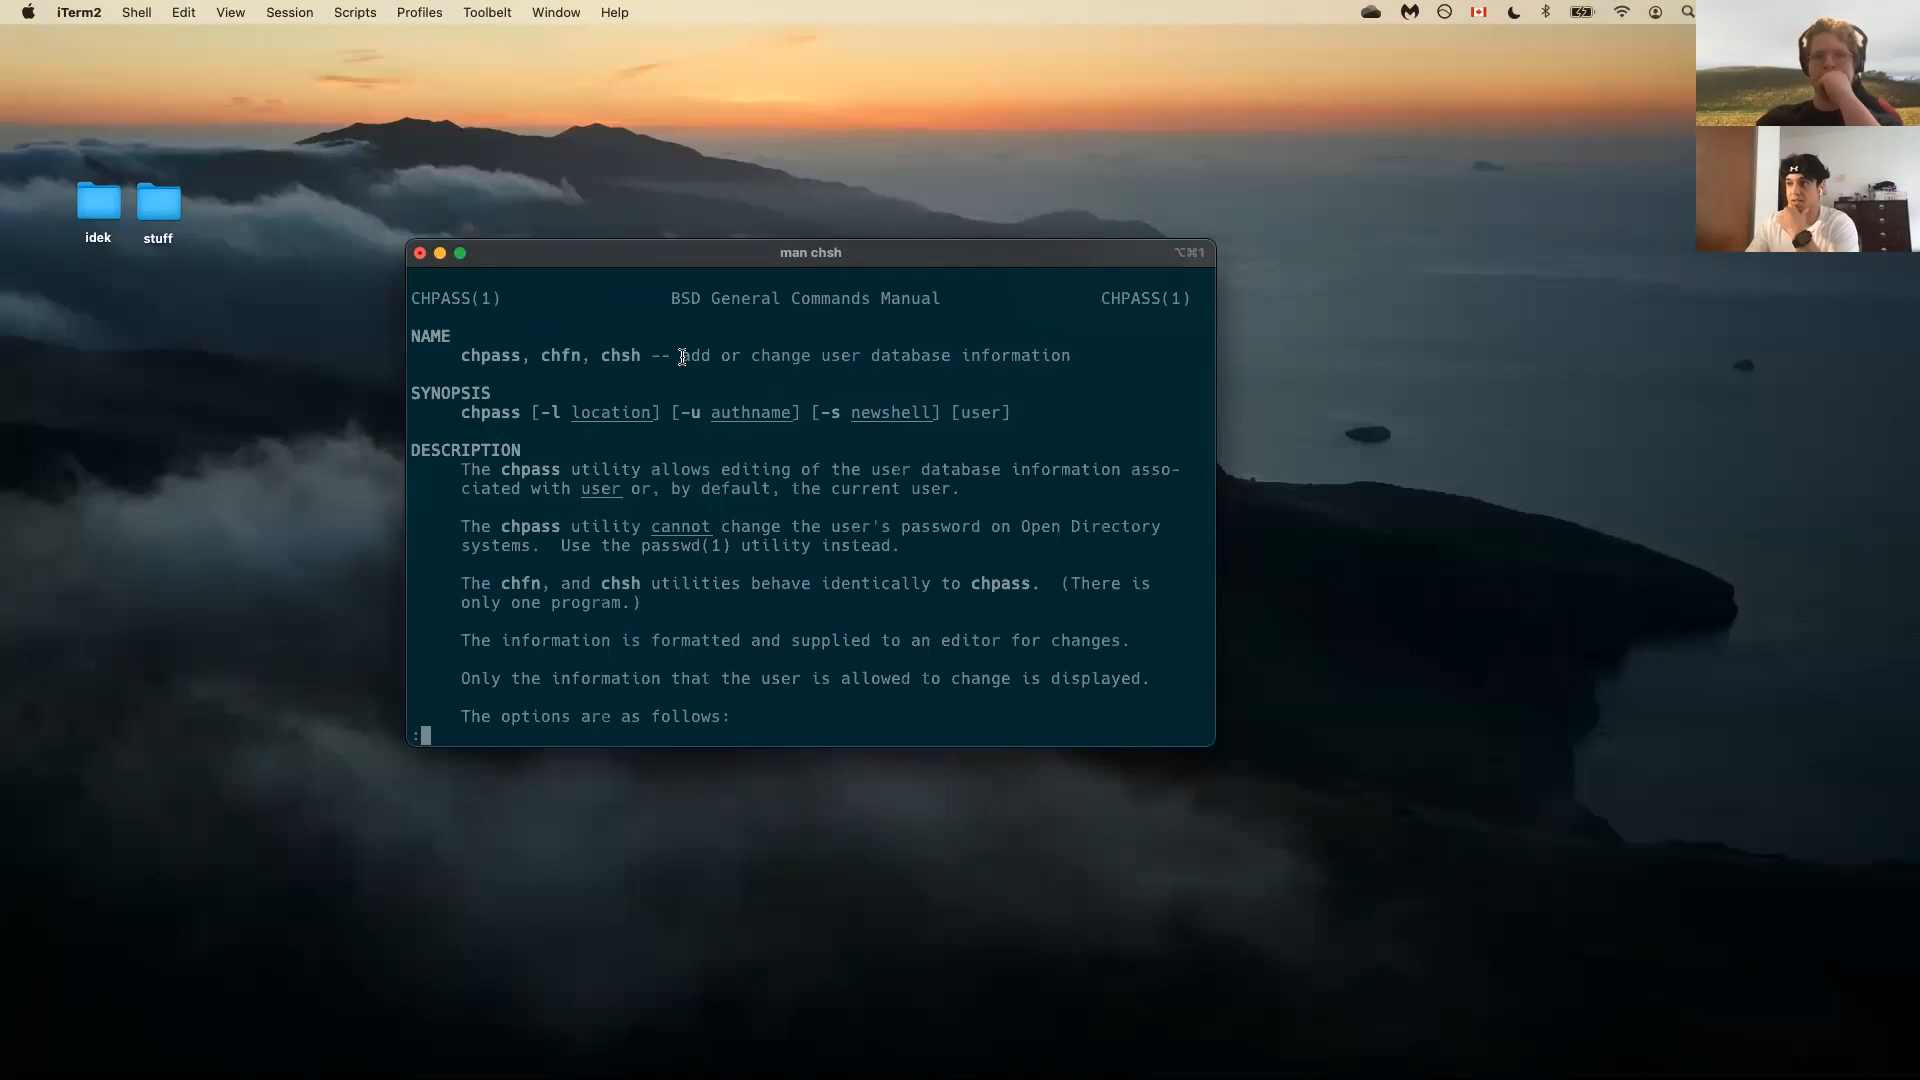 iTerm2 Shell Edit View Session Scripts Profiles Toolbelt Window Help
idek stuff
man chsh ⌥⌘1
CHPASS(1) BSD General Commands Manual CHPASS(1)
NAME
chpass, chfn, chsh -- add or change user database information
SYNOPSIS
chpass [-l location] [-u authname] [-s newshell] [user]
DESCRIPTION
The chpass utility allows editing of the user database information asso-
ciated with user or, by default, the current user.
The chpass utility cannot change the user's password on Open Directory
systems. Use the passwd(1) utility instead.
The chfn, and chsh utilities behave identically to chpass. (There is
only one program.)
The information is formatted and supplied to an editor for changes.
Only the information that the user is allowed to change is displayed.
The options are as follows:
: